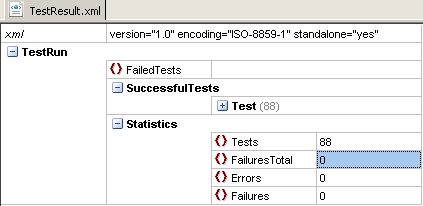 TestResult.xml
xml version="1.0" encoding="ISO-8859-1" standalone="yes"
TestRun
FailedTests
SuccessfulTests
Test (88)
Statistics
Tests 88
FailuresTotal 0
Errors 0
Failures 0